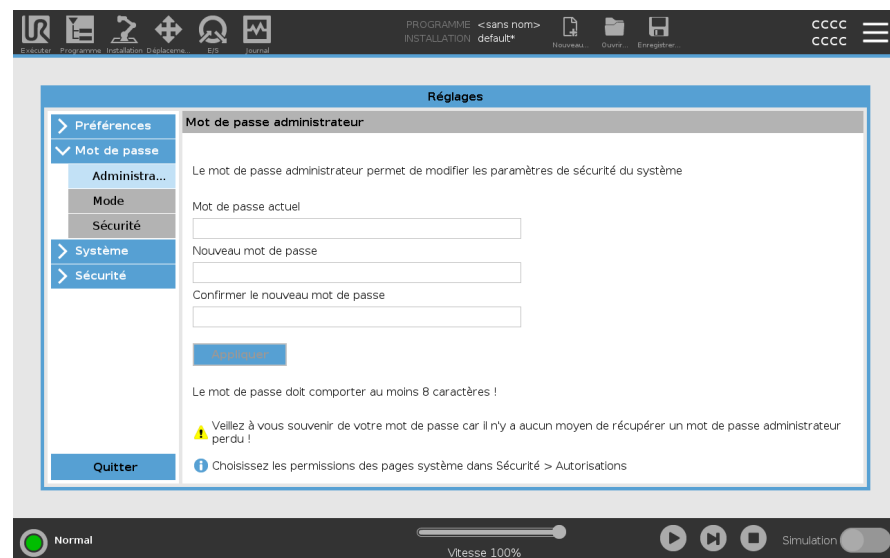 PROGRAMME <sans nom>
INSTALLATION default*
CCCC
CCCC
Exécuter Programme Installation Déplaceme... E/S Journal
Nouveau... Ouvrir... Enregistrer...
Réglages
Préférences
Mot de passe
Administra...
Mode
Sécurité
Système
Sécurité
Quitter
Mot de passe administrateur
Le mot de passe administrateur permet de modifier les paramètres de sécurité du système
Mot de passe actuel
Nouveau mot de passe
Confirmer le nouveau mot de passe
Appliquer
Le mot de passe doit comporter au moins 8 caractères !
Veillez à vous souvenir de votre mot de passe car il n'y a aucun moyen de récupérer un mot de passe administrateur
perdu !
Choisissez les permissions des pages système dans Sécurité > Autorisations
Normal
Vitesse 100%
Simulation